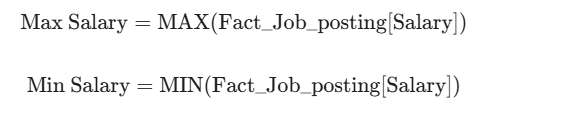 Max Salary = MAX(Fact_Job_posting[Salary])
Min Salary = MIN(Fact_Job_posting[Salary])